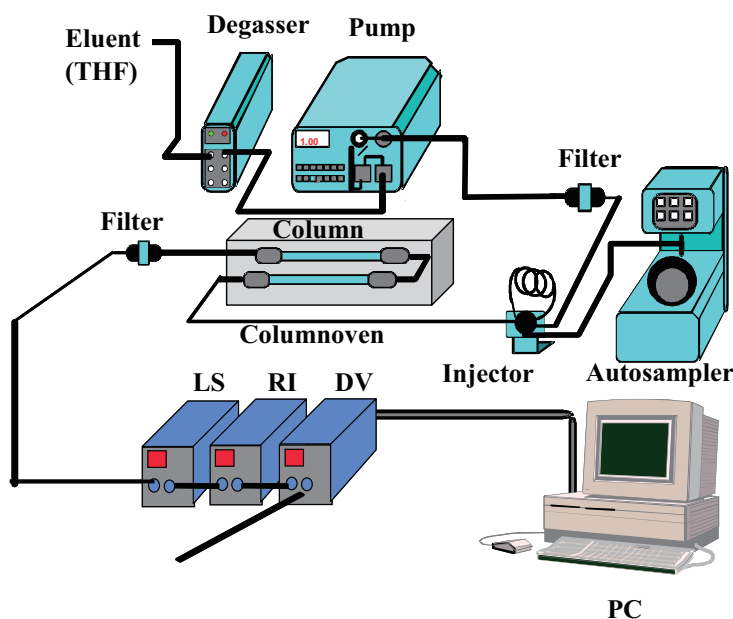 Eluent
(THF)
Degasser
Pump
1.00
Filter
Filter
Column
Columnoven
Injector
Autosampler
LS
RI
DV
PC